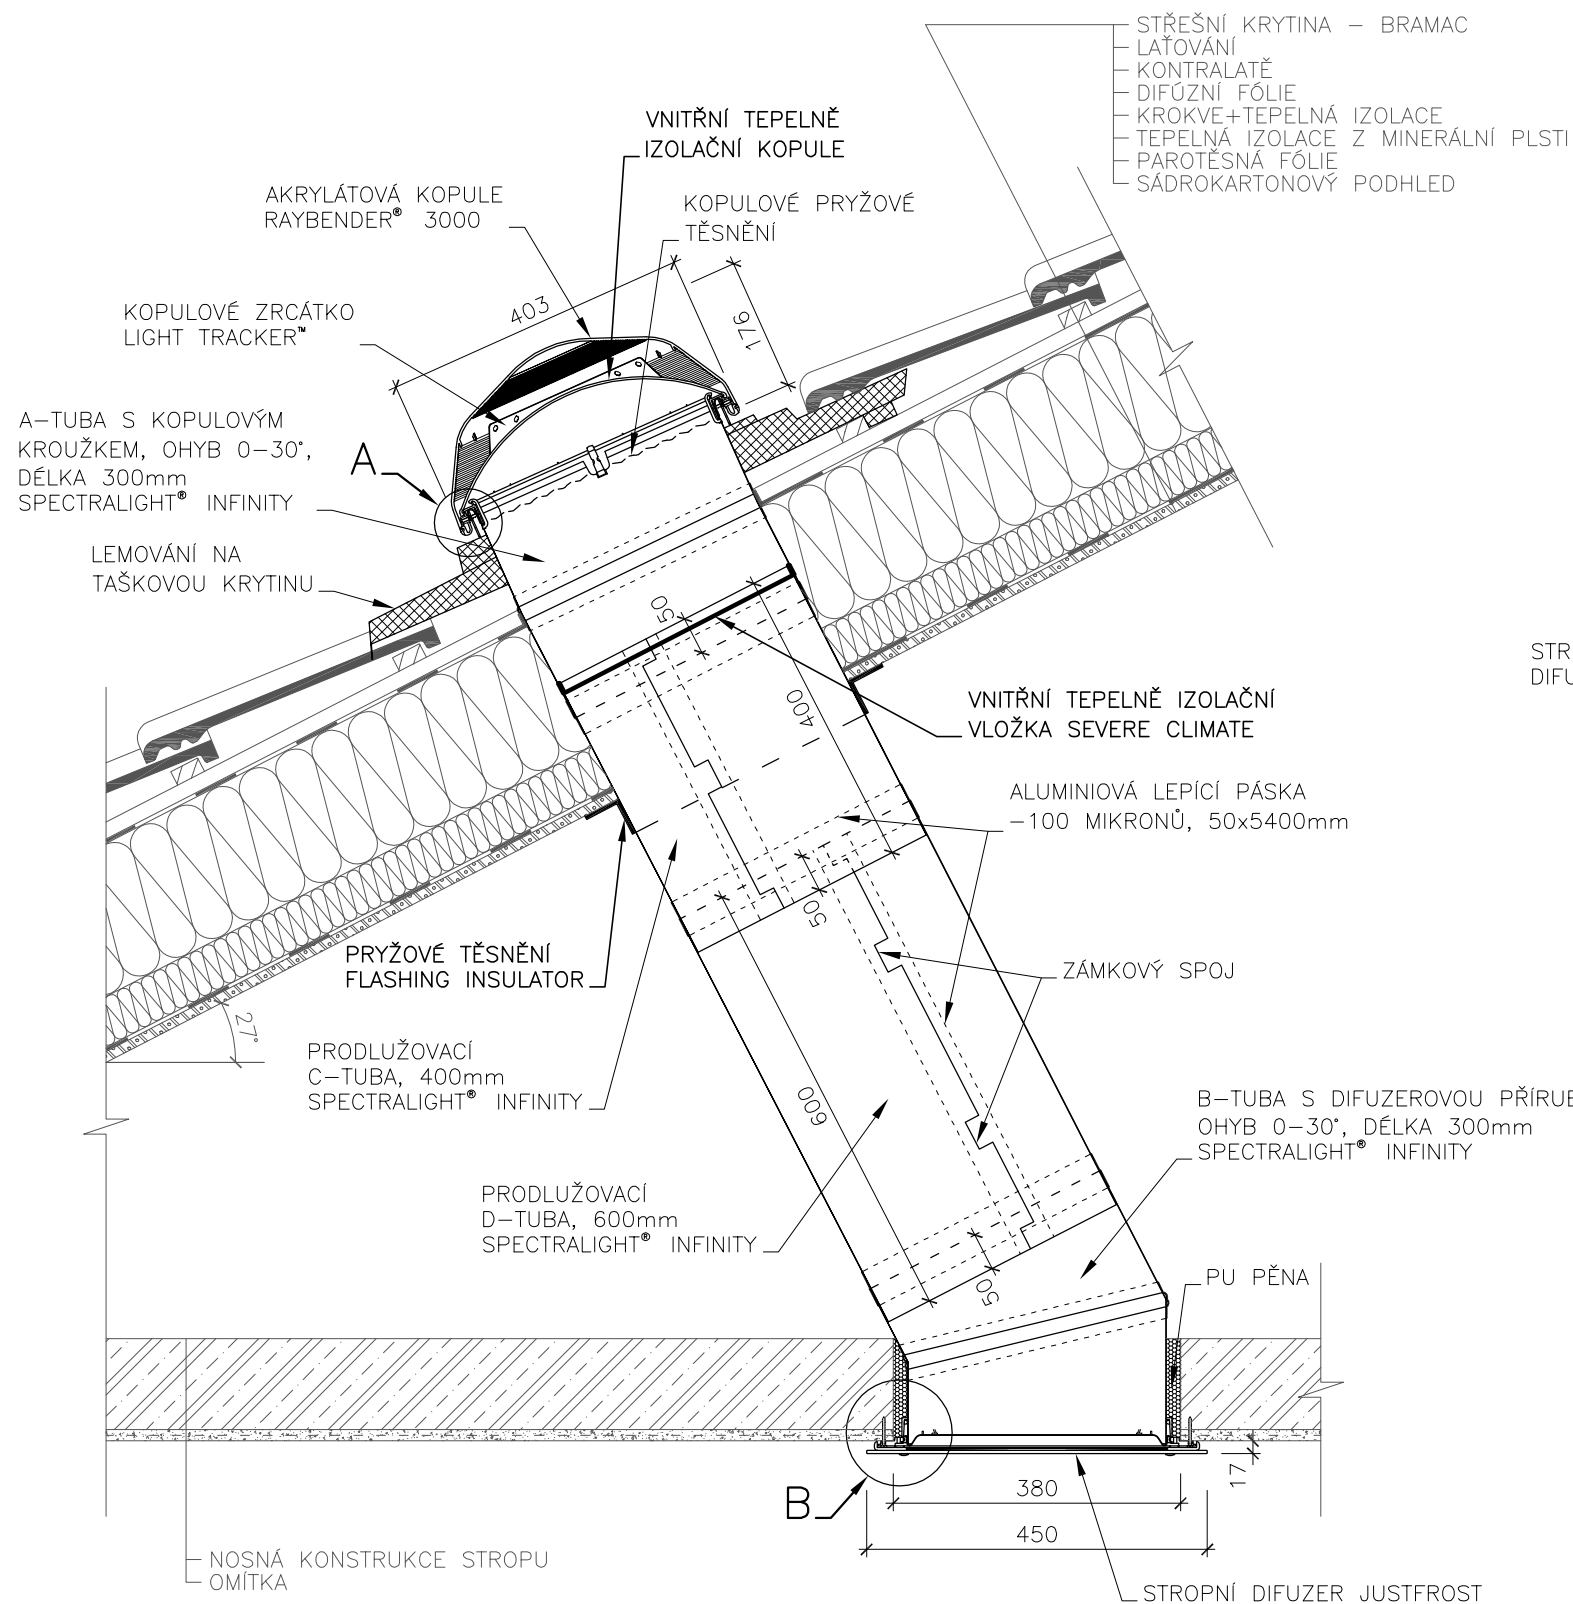 STŘEŠNÍ KRYTINA – BRAMAC
LAŤOVÁNÍ
KONTRALATĚ
DIFÚZNÍ FÓLIE
KROKVE+TEPELNÁ IZOLACE
TEPELNÁ IZOLACE Z MINERÁLNÍ PLSTI
PAROTĚSNÁ FÓLIE
SÁDROKARTONOVÝ PODHLED
VNITŘNÍ TEPELNĚ
IZOLAČNÍ KOPULE
AKRYLÁTOVÁ KOPULE
RAYBENDER® 3000
KOPULOVÉ PRYŽOVÉ
TĚSNĚNÍ
403
176
KOPULOVÉ ZRCÁTKO
LIGHT TRACKER™
A–TUBA S KOPULOVÝM
KROUŽKEM, OHYB 0–30°,
DÉLKA 300mm
SPECTRALIGHT® INFINITY
A
LEMOVÁNÍ NA
TAŠKOVOU KRYTINU
50
400
STR
DIFU
VNITŘNÍ TEPELNĚ IZOLAČNÍ
VLOŽKA SEVERE CLIMATE
ALUMINIOVÁ LEPÍCÍ PÁSKA
–100 MIKRONŮ, 50x5400mm
50
PRYŽOVÉ TĚSNĚNÍ
FLASHING INSULATOR
ZÁMKOVÝ SPOJ
27°
PRODLUŽOVACÍ
C–TUBA, 400mm
SPECTRALIGHT® INFINITY
600
B–TUBA S DIFUZEROVOU PŘÍRUB
OHYB 0–30°, DÉLKA 300mm
SPECTRALIGHT® INFINITY
PRODLUŽOVACÍ
D–TUBA, 600mm
SPECTRALIGHT® INFINITY
50
PU PĚNA
17
380
B
450
NOSNÁ KONSTRUKCE STROPU
OMÍTKA
STROPNÍ DIFUZER JUSTFROST